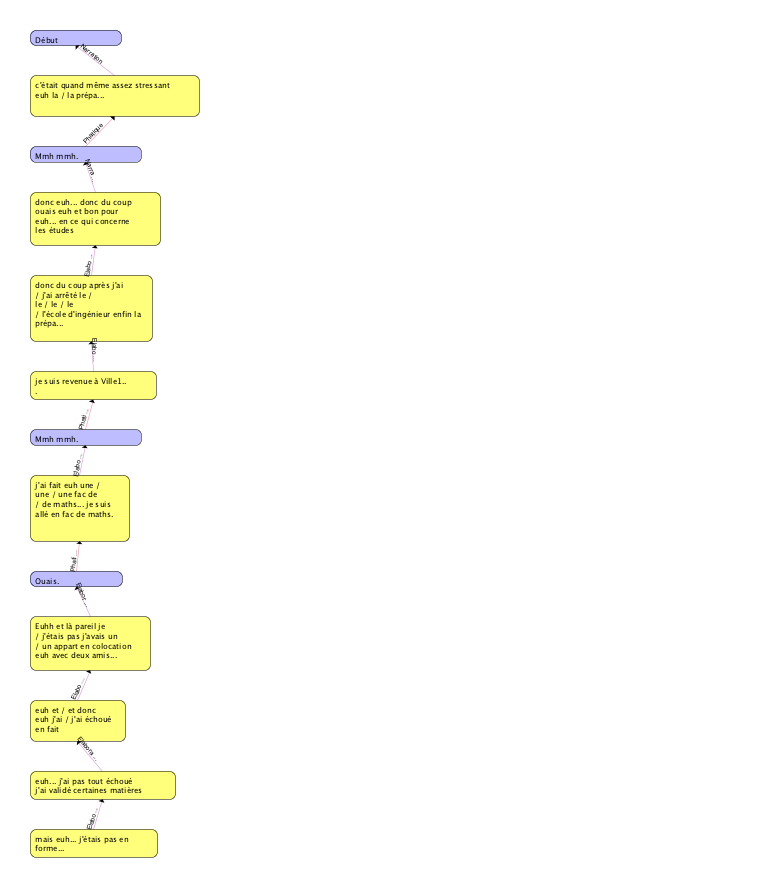 Début
Narration
c'était quand même assez stressant
euh la / la prépa...
Phatique
Mmh mmh.
Narra...
donc euh... donc du coup
ouais euh et bon pour
euh... en ce qui concerne
les études
Elabo...
donc du coup après j'ai
/ j'ai arrêté le /
le / le / le
/ l'école d'ingénieur enfin la
prépa...
Elabo...
je suis revenue à Ville1..
.
Phati...
Mmh mmh.
Elabo...
j'ai fait euh une /
une / une fac de
/ de maths... je suis
allé en fac de maths.
Phati...
Ouais.
Elabor...
Euhh et là pareil je
/ j'étais pas j'avais un
/ un appart en colocation
euh avec deux amis...
Elabo...
euh et / et donc
euh j'ai / j'ai échoué
en fait
Elabora...
euh... j'ai pas tout échoué
j'ai validé certaines matières
Elabo...
mais euh... j'étais pas en
forme...